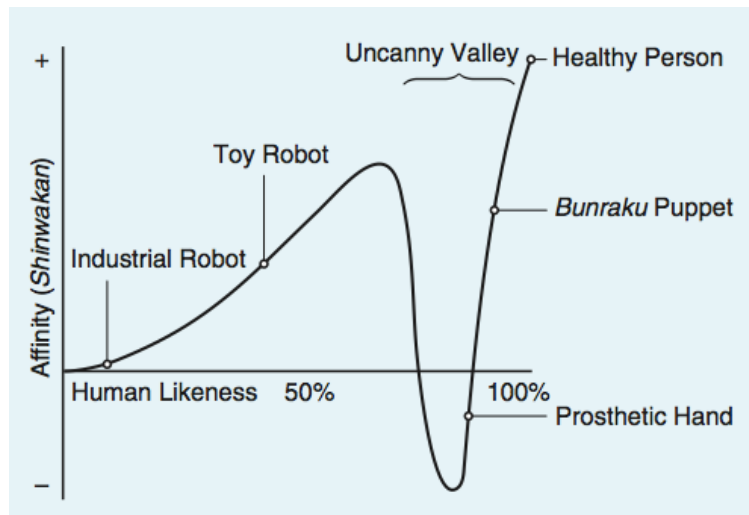 +
Uncanny Valley
Healthy Person
Toy Robot
Bunraku Puppet
Industrial Robot
Affinity (Shinwakan)
Human Likeness 50% 100%
Prosthetic Hand
–